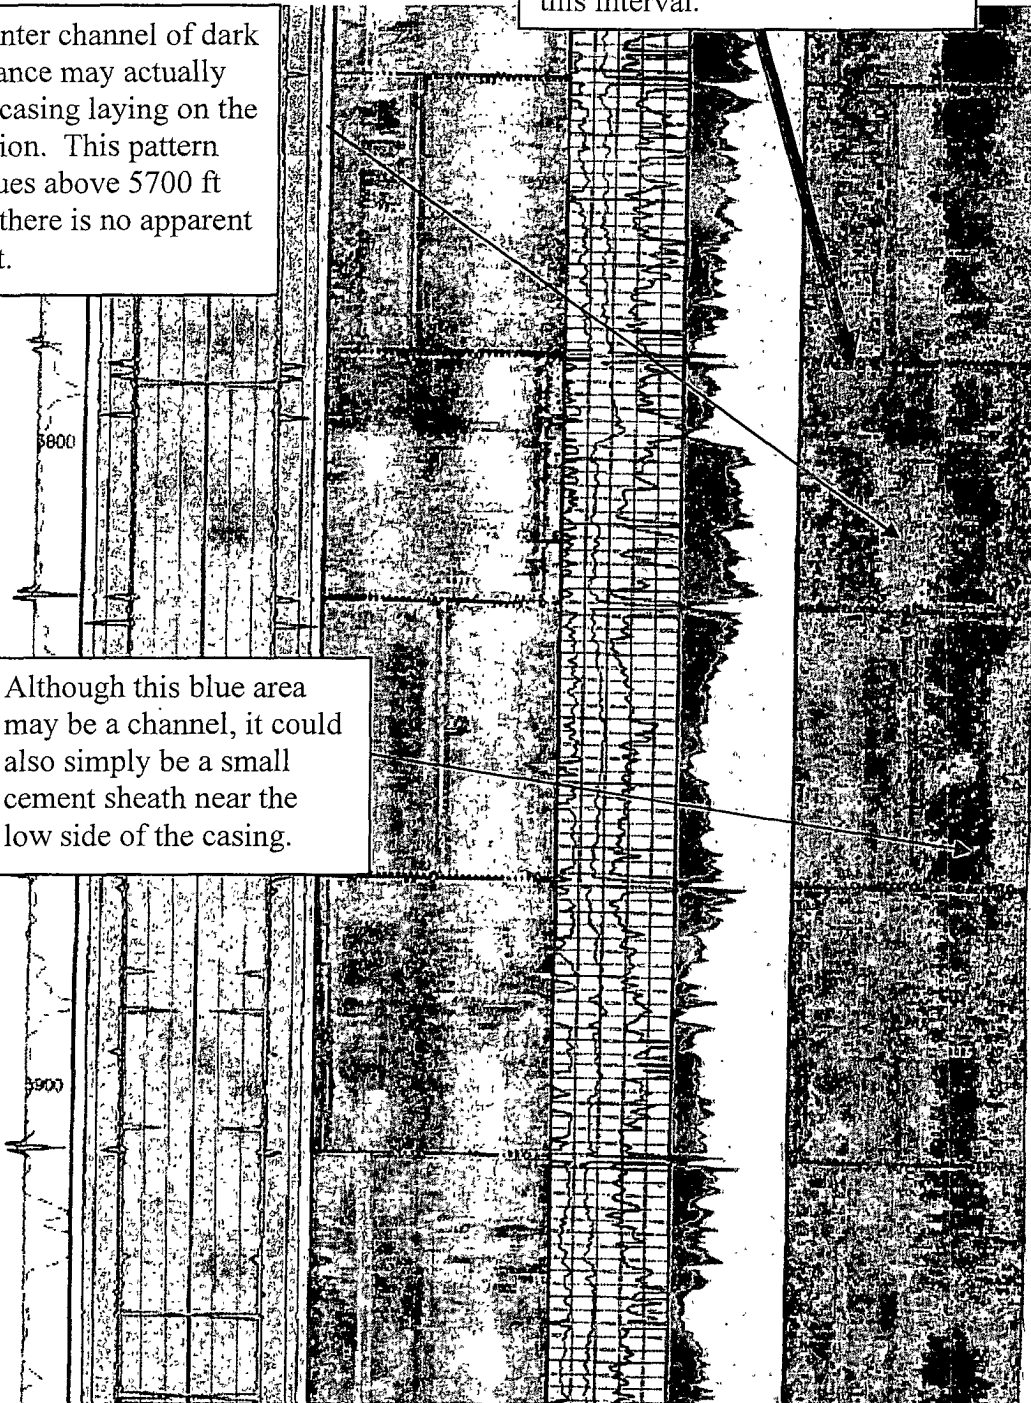 this interval.
nter channel of dark
ance may actually
casing laying on the
ion. This pattern
ues above 5700 ft
there is no apparent
t.
5800
Although this blue area
may be a channel, it could
also simply be a small
cement sheath near the
low side of the casing.
5900